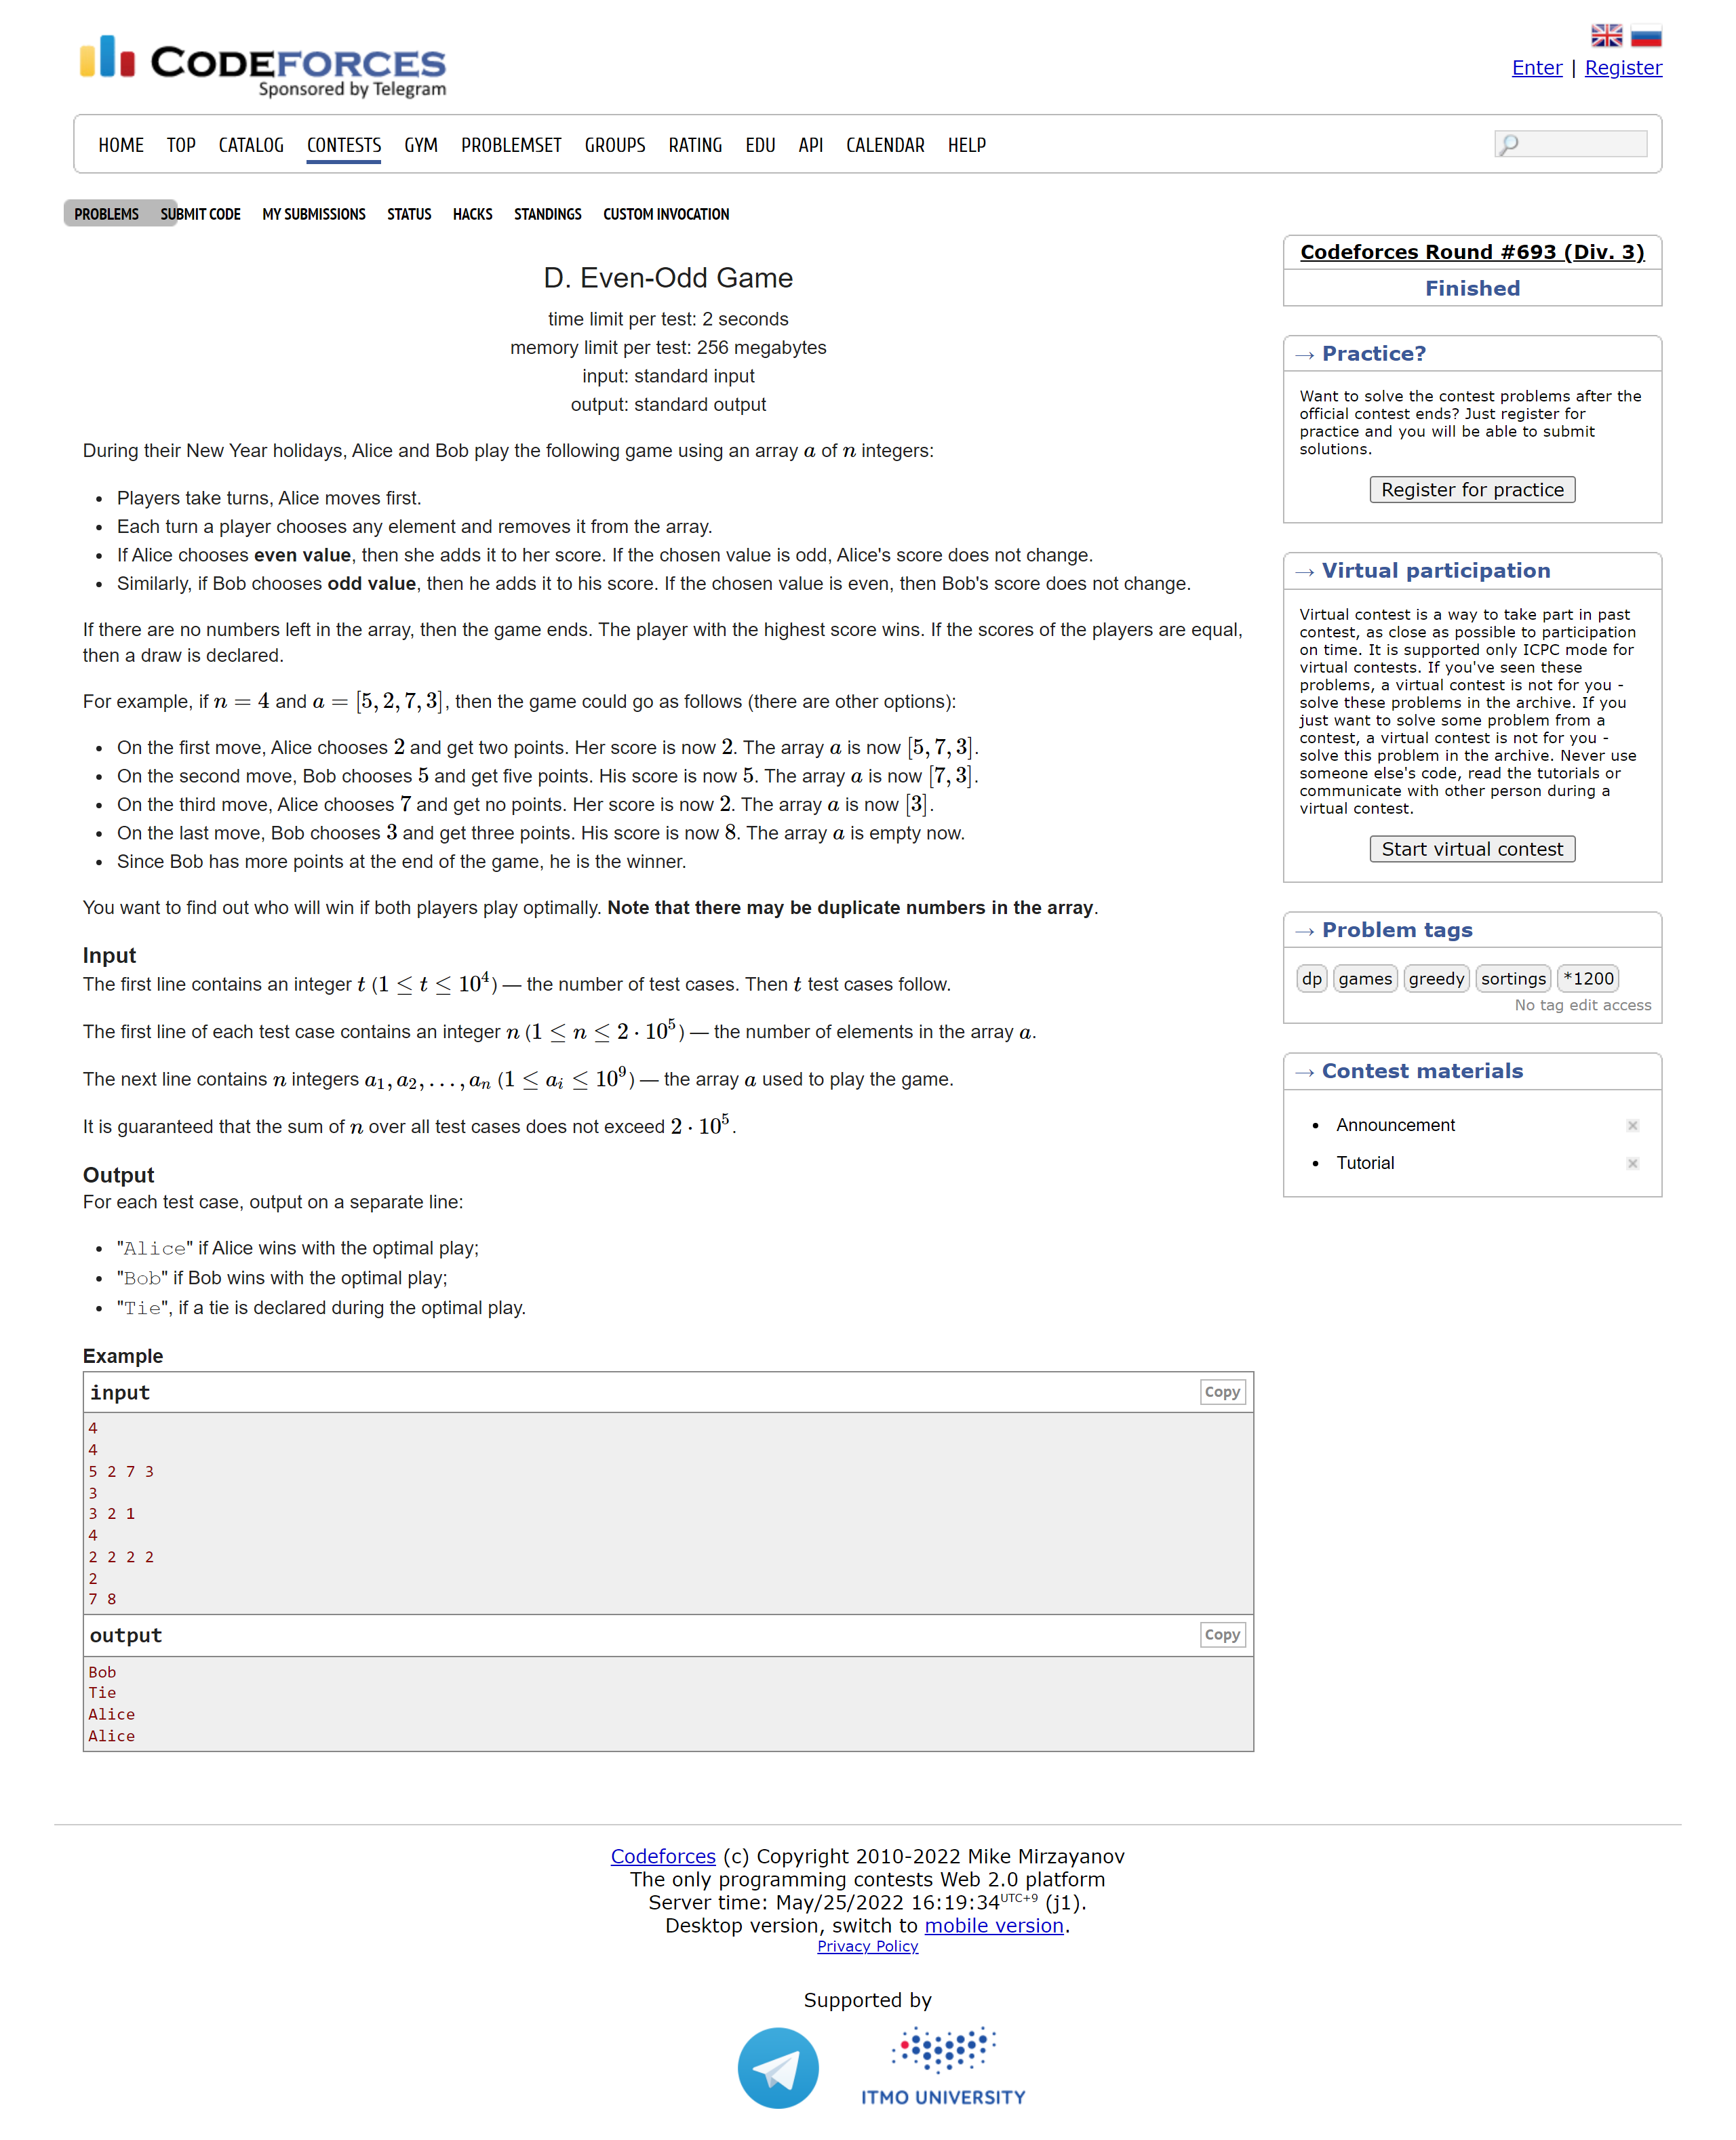 CODEFORCES
Sponsored by Telegram
Enter | Register
HOME TOP CATALOG CONTESTS GYM PROBLEMSET GROUPS RATING EDU API CALENDAR HELP
PROBLEMS SUBMIT CODE MY SUBMISSIONS STATUS HACKS STANDINGS CUSTOM INVOCATION
D. Even-Odd Game
time limit per test: 2 seconds
memory limit per test: 256 megabytes
input: standard input
output: standard output
During their New Year holidays, Alice and Bob play the following game using an array a of n integers:
• Players take turns, Alice moves first.
• Each turn a player chooses any element and removes it from the array.
• If Alice chooses even value, then she adds it to her score. If the chosen value is odd, Alice's score does not change.
• Similarly, if Bob chooses odd value, then he adds it to his score. If the chosen value is even, then Bob's score does not change.
If there are no numbers left in the array, then the game ends. The player with the highest score wins. If the scores of the players are equal,
then a draw is declared.
For example, if n = 4 and a = [5, 2, 7, 3], then the game could go as follows (there are other options):
• On the first move, Alice chooses 2 and get two points. Her score is now 2. The array a is now [5, 7, 3].
• On the second move, Bob chooses 5 and get five points. His score is now 5. The array a is now [7, 3].
• On the third move, Alice chooses 7 and get no points. Her score is now 2. The array a is now [3].
• On the last move, Bob chooses 3 and get three points. His score is now 8. The array a is empty now.
• Since Bob has more points at the end of the game, he is the winner.
You want to find out who will win if both players play optimally. Note that there may be duplicate numbers in the array.
Input
The first line contains an integer t (1 ≤ t ≤ 10⁴) — the number of test cases. Then t test cases follow.
The first line of each test case contains an integer n (1 ≤ n ≤ 2 · 10⁵) — the number of elements in the array a.
The next line contains n integers a₁, a₂, . . . , aₙ (1 ≤ aᵢ ≤ 10⁹) — the array a used to play the game.
It is guaranteed that the sum of n over all test cases does not exceed 2 · 10⁵.
Output
For each test case, output on a separate line:
• "Alice" if Alice wins with the optimal play;
• "Bob" if Bob wins with the optimal play;
• "Tie", if a tie is declared during the optimal play.
Example
input Copy
4
4
5 2 7 3
3
3 2 1
4
2 2 2 2
2
7 8
output Copy
Bob
Tie
Alice
Alice
Codeforces Round #693 (Div. 3)
Finished
→ Practice?
Want to solve the contest problems after the
official contest ends? Just register for
practice and you will be able to submit
solutions.
Register for practice
→ Virtual participation
Virtual contest is a way to take part in past
contest, as close as possible to participation
on time. It is supported only ICPC mode for
virtual contests. If you've seen these
problems, a virtual contest is not for you -
solve these problems in the archive. If you
just want to solve some problem from a
contest, a virtual contest is not for you -
solve this problem in the archive. Never use
someone else's code, read the tutorials or
communicate with other person during a
virtual contest.
Start virtual contest
→ Problem tags
dp games greedy sortings *1200
No tag edit access
→ Contest materials
• Announcement
• Tutorial
Codeforces (c) Copyright 2010-2022 Mike Mirzayanov
The only programming contests Web 2.0 platform
Server time: May/25/2022 16:19:34UTC+9 (j1).
Desktop version, switch to mobile version.
Privacy Policy
Supported by
ITMO UNIVERSITY